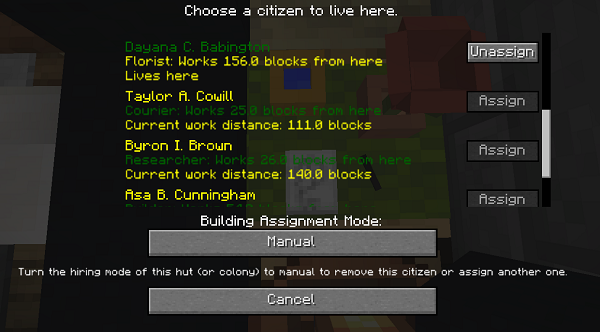 Choose a citizen to live here.
Dayana C. Babington
Florist: Works 156.0 blocks from here
Lives here
Unassign
Taylor A. Cowill
Courier: Works 25.0 blocks from here
Current work distance: 111.0 blocks
Assign
Byron I. Brown
Researcher: Works 26.0 blocks from here
Current work distance: 140.0 blocks
Assign
Asa B. Cunningham
Assign
Building Assignment Mode:
Manual
Turn the hiring mode of this hut (or colony) to manual to remove this citizen or assign another one.
Cancel